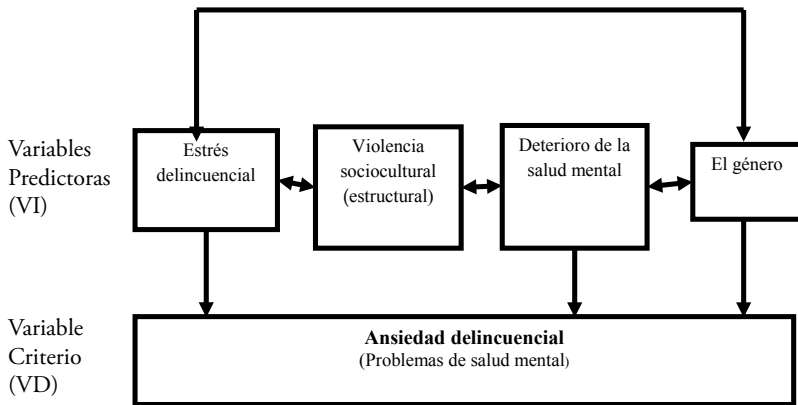 Variables
Predictoras
(VI)
Estrés
delincuencial
Violencia
sociocultural
(estructural)
Deterioro de la
salud mental
El género
Variable
Criterio
(VD)
Ansiedad delincuencial
(Problemas de salud mental)